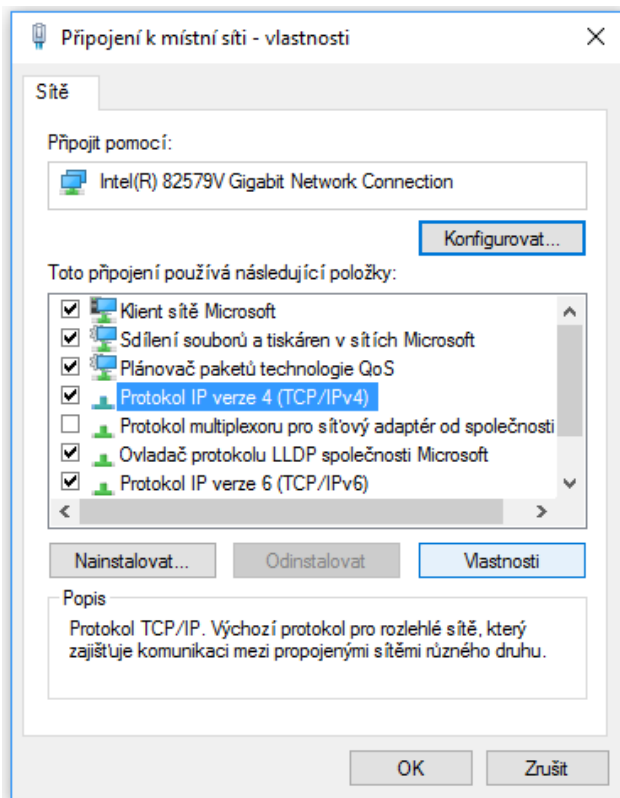 Připojení k místní síti - vlastnosti
Sítě
Připojit pomocí:
Intel(R) 82579V Gigabit Network Connection
Konfigurovat...
Toto připojení používá následující položky:
Klient sítě Microsoft
Sdílení souborů a tiskáren v sítích Microsoft
Plánovač paketů technologie QoS
Protokol IP verze 4 (TCP/IPv4)
Protokol multiplexoru pro síťový adaptér od společnosti
Ovladač protokolu LLDP společnosti Microsoft
Protokol IP verze 6 (TCP/IPv6)
Nainstalovat... Odinstalovat Vlastnosti
Popis
Protokol TCP/IP. Výchozí protokol pro rozlehlé sítě, který
zajišťuje komunikaci mezi propojenými sítěmi různého druhu.
OK Zrušit